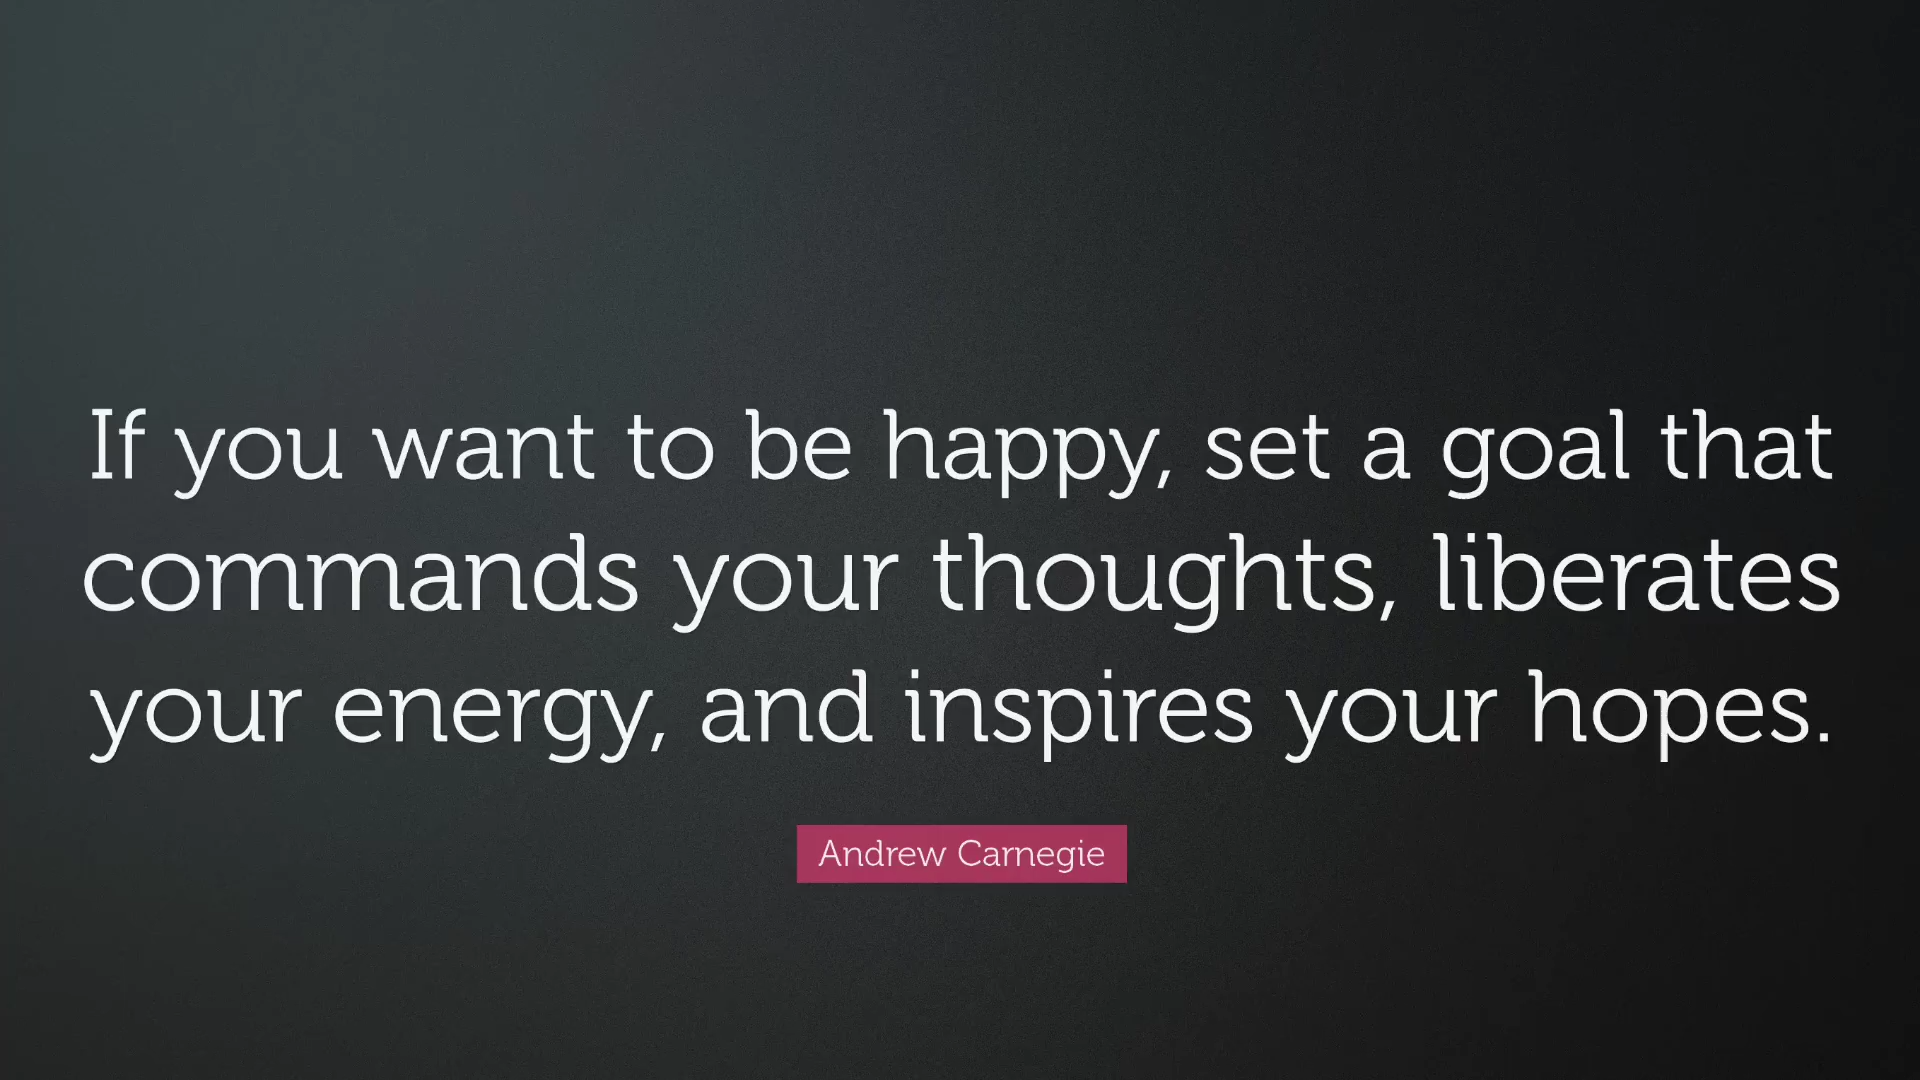 If you want to be happy, set a goal that
commands your thoughts, liberates
your energy, and inspires your hopes.
Andrew Carnegie